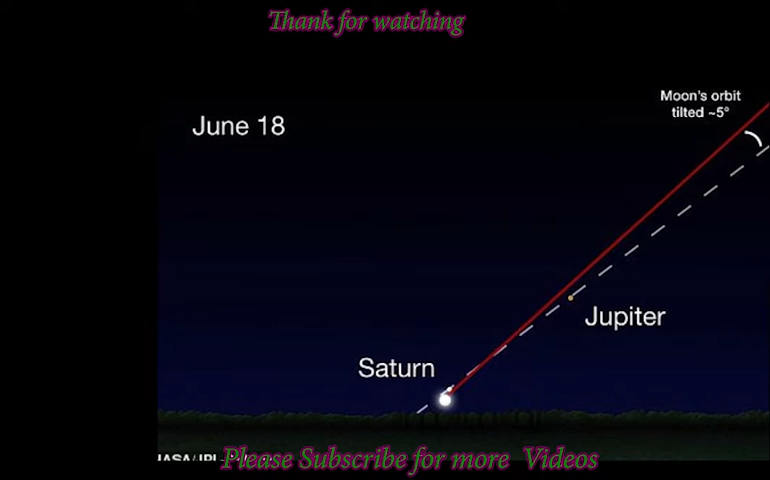 Thank for watching
Moon's orbit
tilted ~5°
June 18
Jupiter
Saturn
Please Subscribe for more Videos